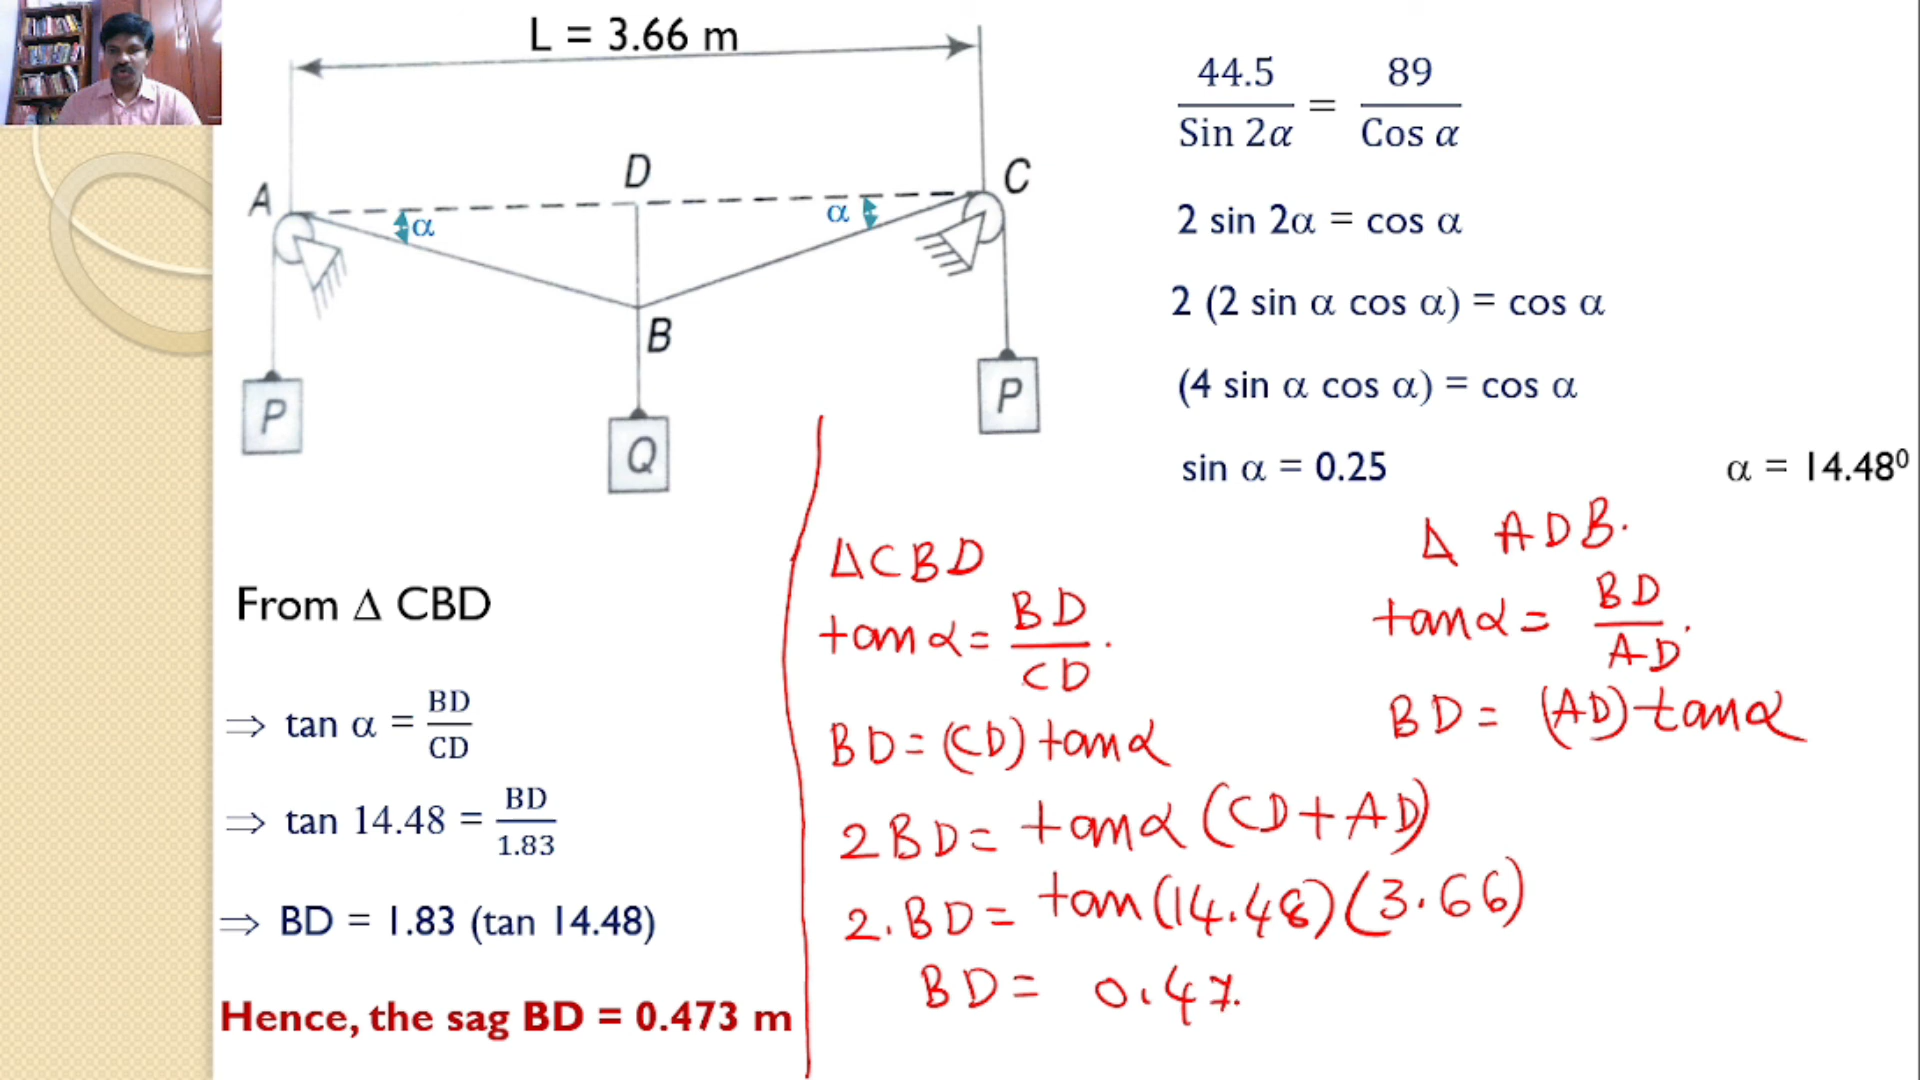 L = 3.66 m
A
D
C
α
α
B
P
Q
P
44.5 / Sin 2α = 89 / Cos α
2 sin 2α = cos α
2 (2 sin α cos α) = cos α
(4 sin α cos α) = cos α
sin α = 0.25
α = 14.48⁰
From Δ CBD
⇒ tan α = BD / CD
⇒ tan 14.48 = BD / 1.83
⇒ BD = 1.83 (tan 14.48)
Hence, the sag BD = 0.473 m
Δ CBD
tan α = BD / CD .
BD = (CD) tan α
Δ ADB.
tan α = BD / AD .
BD = (AD) tan α
2BD = tan α (CD + AD)
2.BD = tan (14.48) (3.66)
BD = 0.47.